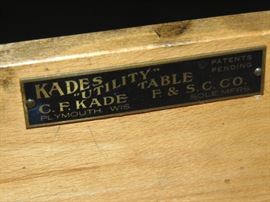 KADES
"UTILITY" TABLE
PATENTS
PENDING
C. F. KADE F. & S. C. CO.
PLYMOUTH, WIS. SOLE MFRS.